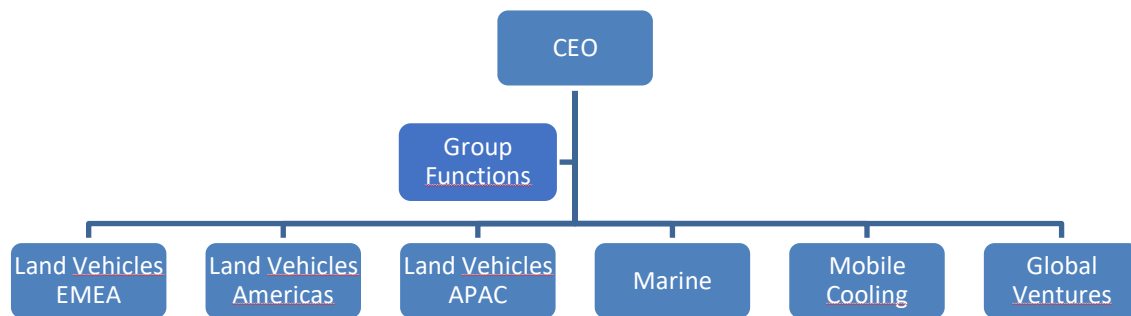 CEO
Group
Functions
Land Vehicles
EMEA
Land Vehicles
Americas
Land Vehicles
APAC
Marine
Mobile
Cooling
Global
Ventures